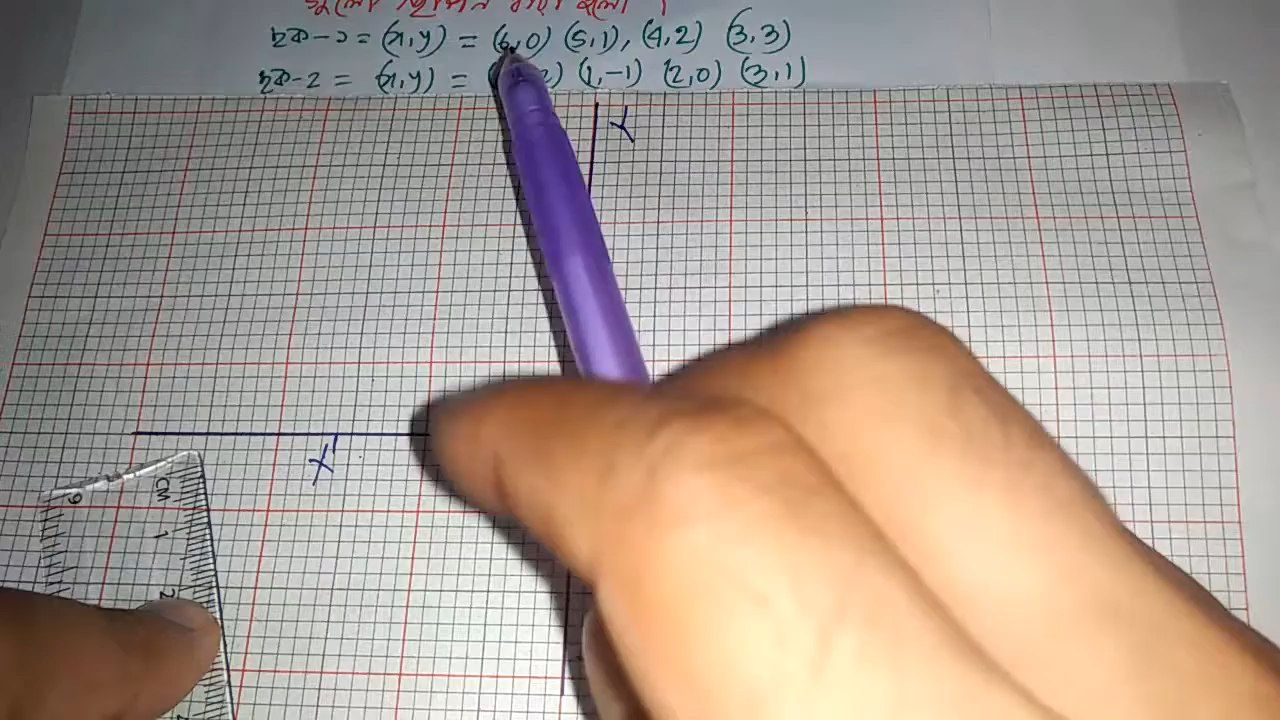 ছক-১ = (x,y) = (6,0) (5,1), (4,2) (3,3)
ছক-2 = (x,y) = (1,-1) (2,0) (3,1)
Y
X'
CM
1
2
9